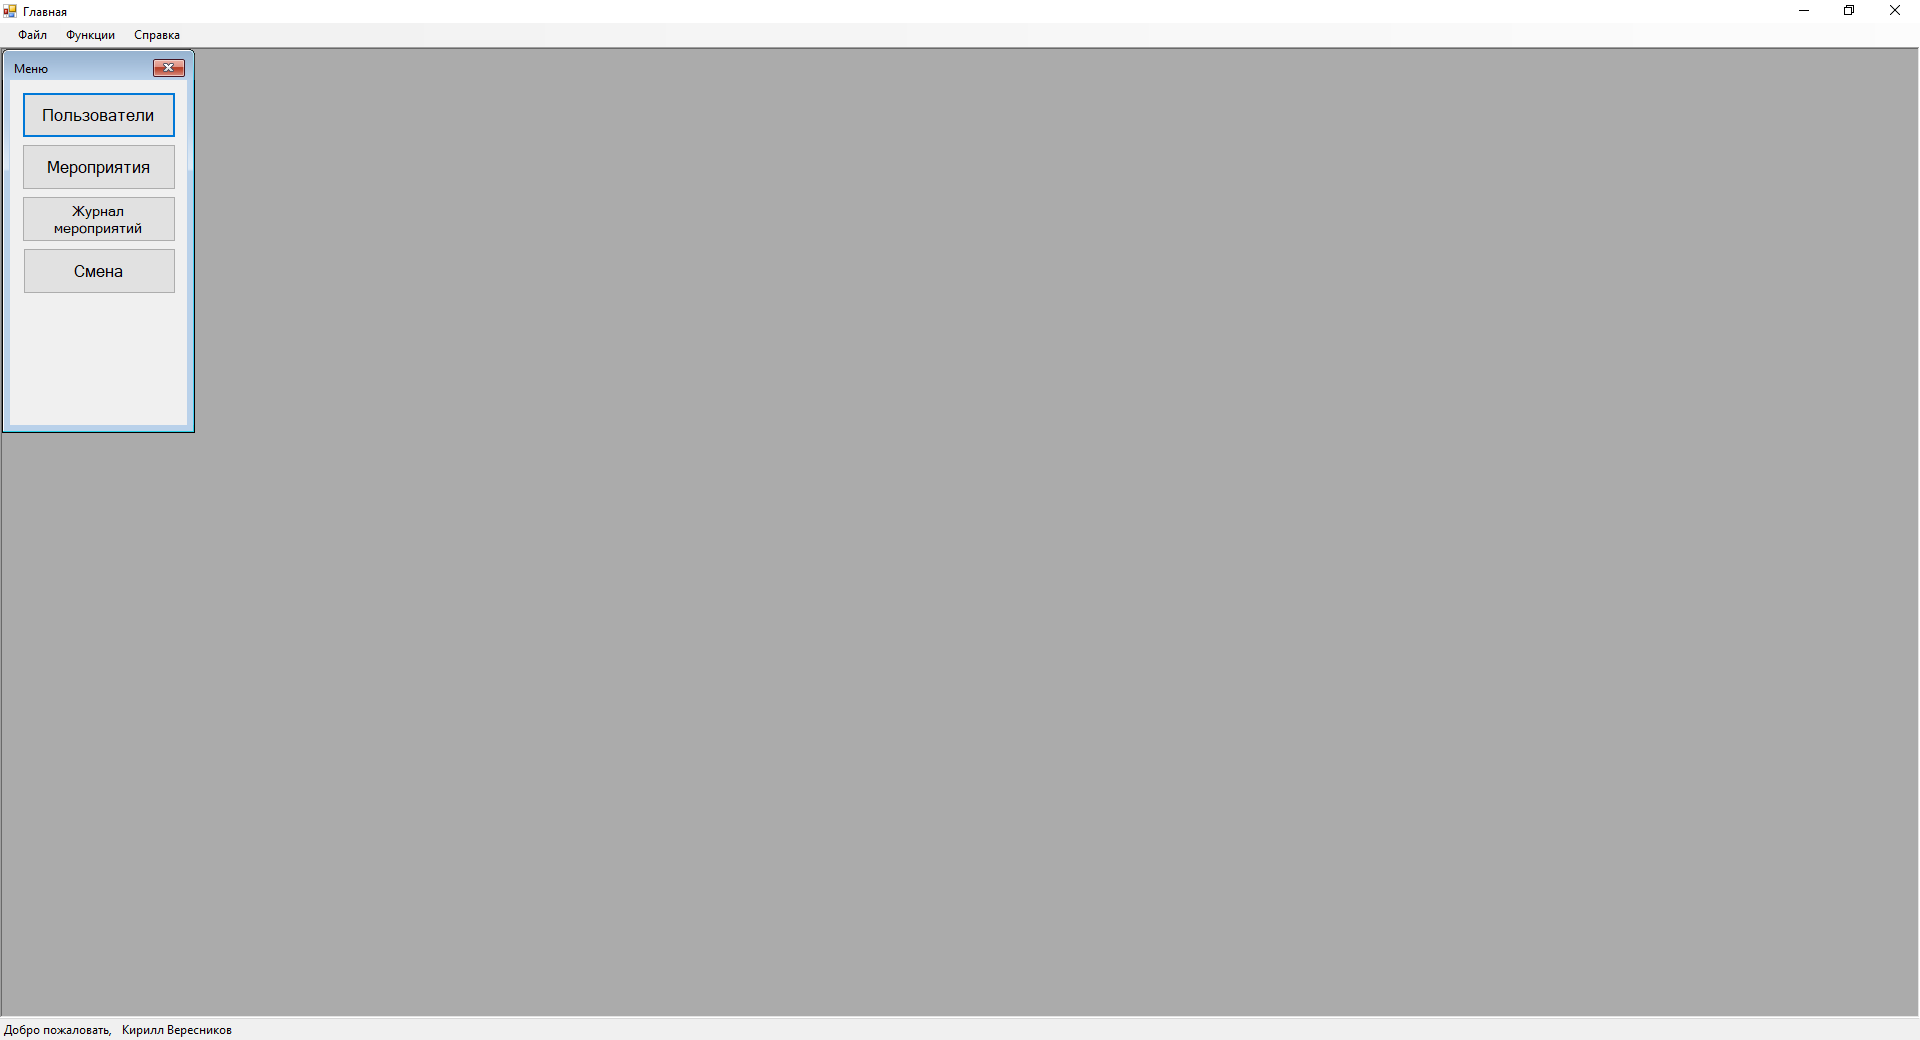 Главная
Файл Функции Справка
Меню
Пользователи
Мероприятия
Журнал
мероприятий
Смена
Добро пожаловать, Кирилл Вересников